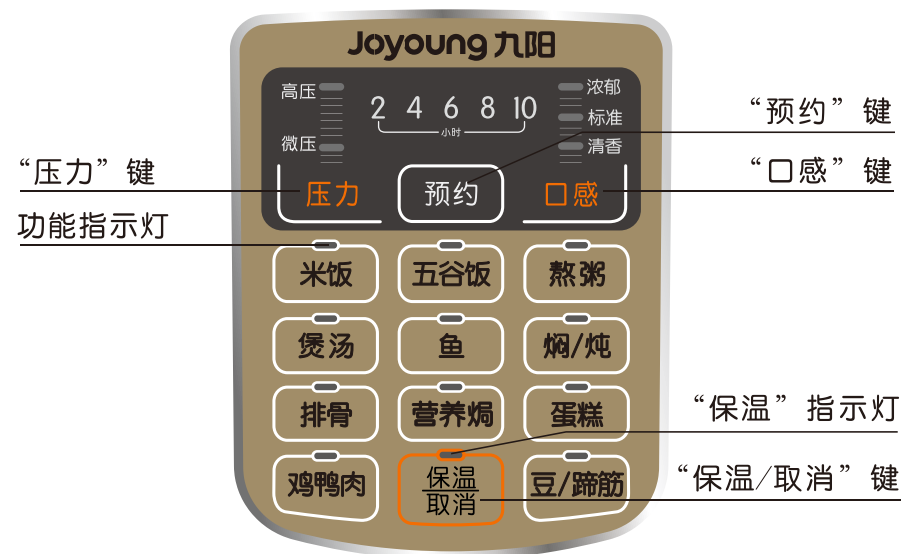 Joyoung 九阳
高压
浓郁
2 4 6 8 10
小时
标准
微压
清香
“预约”键
“压力”键
压力
预约
口感
“口感”键
功能指示灯
米饭
五谷饭
熬粥
煲汤
鱼
焖/炖
排骨
营养焗
蛋糕
“保温”指示灯
鸡鸭肉
保温
取消
豆/蹄筋
“保温/取消”键